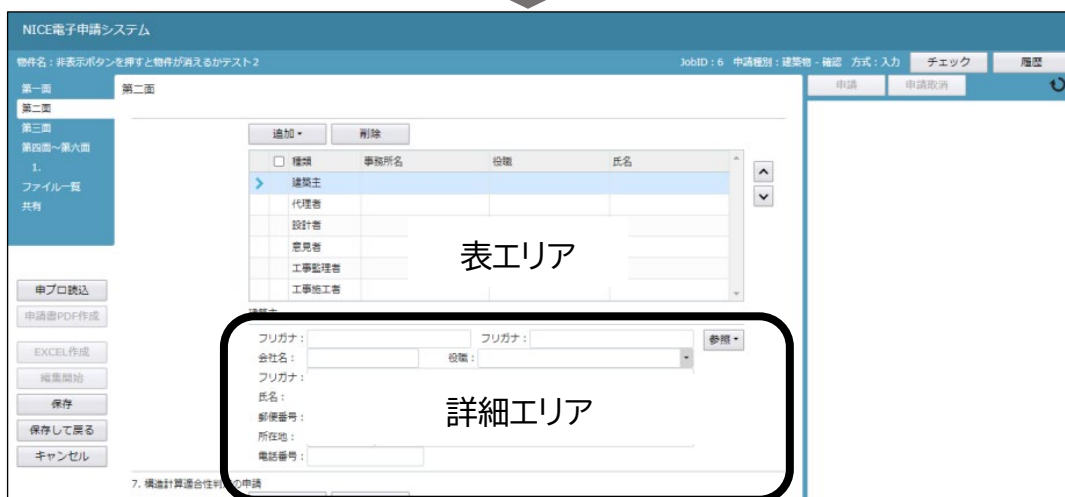 NICE電子申請システム
物件名：非表示ボタンを押すと物件が消えるかテスト2 JobID：6 申請種別：建築物 - 確認 方式：入力 チェック 履歴
第一面
第二面
第三面
第四面～第六面
1.
ファイル一覧
共有
申プロ読込
申請書PDF作成
EXCEL作成
編集開始
保存
保存して戻る
キャンセル
第二面
追加 削除
種類 事務所名 役職 氏名
建築主
代理者
設計者
意見者
工事監理者
工事施工者
表エリア
フリガナ： フリガナ： 参照
会社名： 役職：
フリガナ：
氏名：
郵便番号：
所在地：
電話番号：
詳細エリア
7. 構造計算適合性判定の申請
申請 申請取消